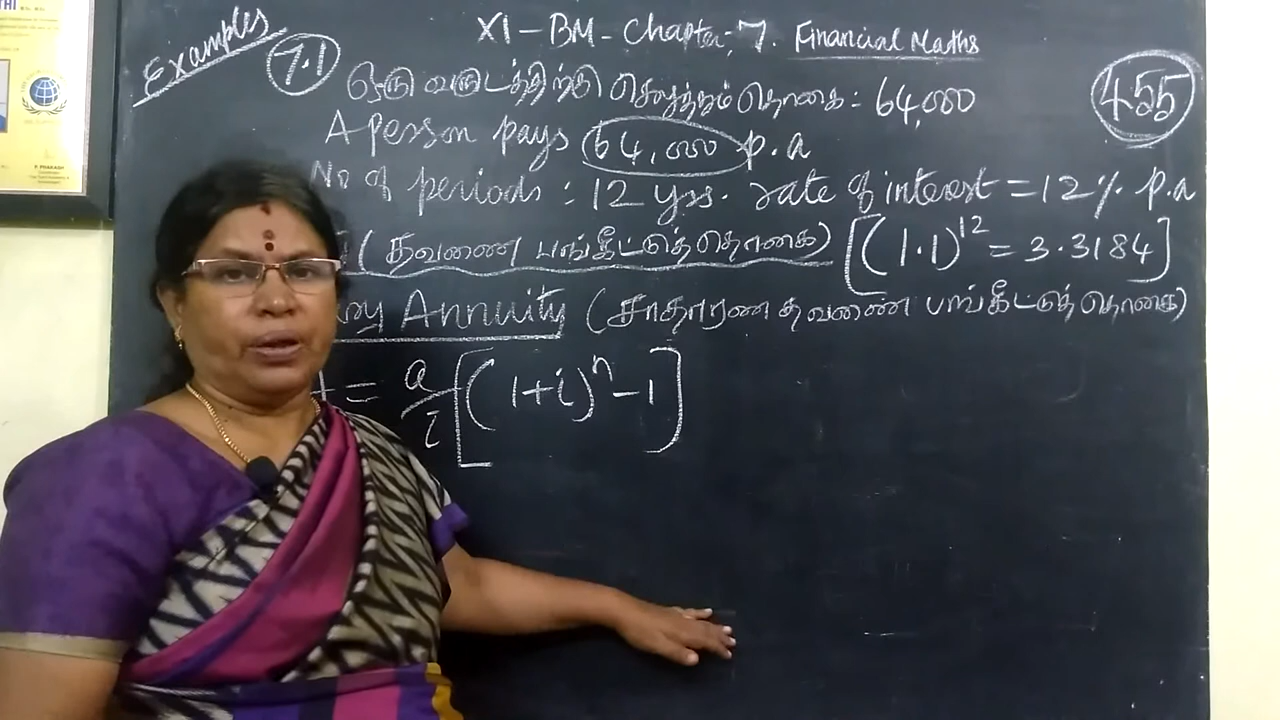 Examples
XI - BM - Chapter: 7. Financial Maths
7.1
ஒரு வருடத்திற்கு செலுத்தும் தொகை : 64,000
455
A person pays 64,000 p.a
No of periods : 12 yrs. rate of interest = 12% p.a
(தவணை பங்கீட்டுத்தொகை) [(1.1)^12 = 3.3184]
Annuity (சாதாரண தவணை பங்கீட்டுத் தொகை)
= a/i [(1+i)^n - 1]